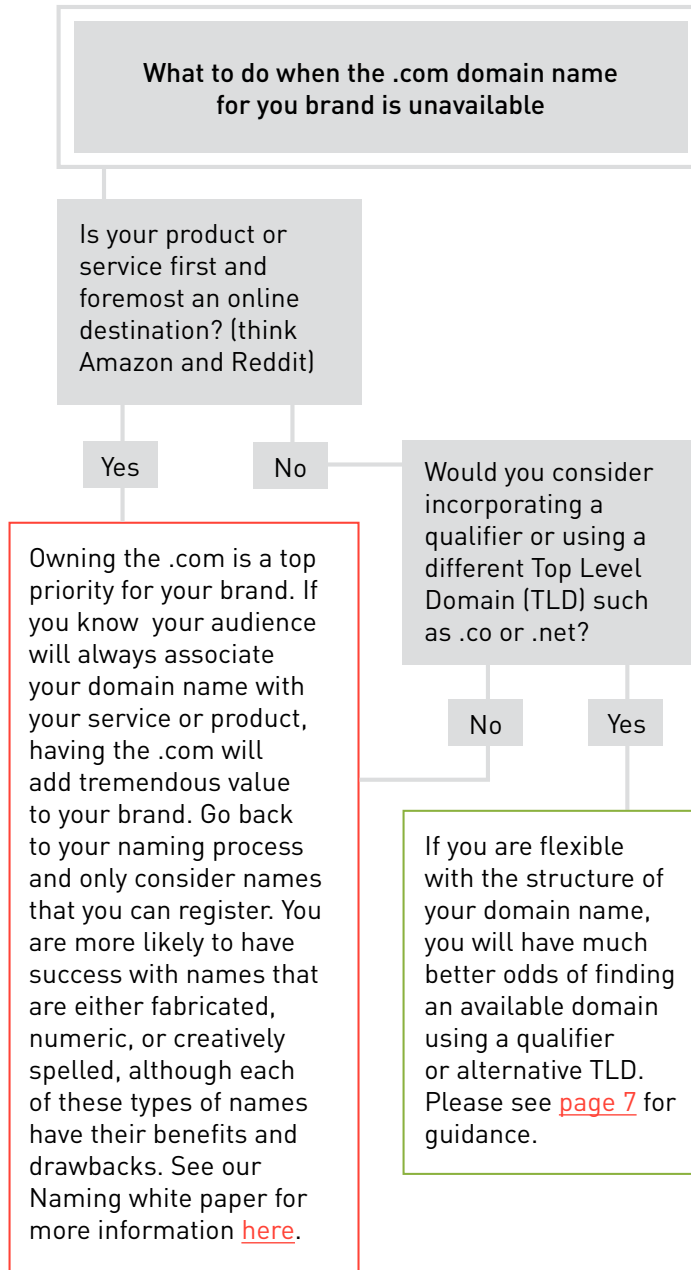 What to do when the .com domain name
for you brand is unavailable
Is your product or
service first and
foremost an online
destination? (think
Amazon and Reddit)
Yes
No
Owning the .com is a top
priority for your brand. If
you know  your audience
will always associate
your domain name with
your service or product,
having the .com will
add tremendous value
to your brand. Go back
to your naming process
and only consider names
that you can register. You
are more likely to have
success with names that
are either fabricated,
numeric, or creatively
spelled, although each
of these types of names
have their benefits and
drawbacks. See our
Naming white paper for
more information here.
Would you consider
incorporating a
qualifier or using a
different Top Level
Domain (TLD) such
as .co or .net?
No
Yes
If you are flexible
with the structure of
your domain name,
you will have much
better odds of finding
an available domain
using a qualifier
or alternative TLD.
Please see page 7 for
guidance.